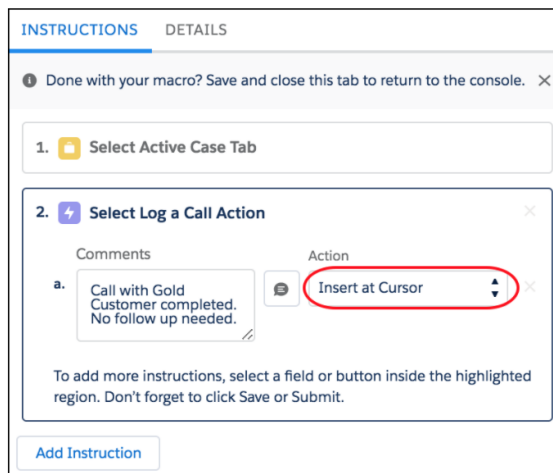 INSTRUCTIONS DETAILS
Done with your macro? Save and close this tab to return to the console.
1. Select Active Case Tab
2. Select Log a Call Action
Comments Action
a. Call with Gold
Customer completed.
No follow up needed.
Insert at Cursor
To add more instructions, select a field or button inside the highlighted
region. Don't forget to click Save or Submit.
Add Instruction